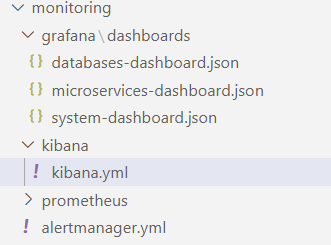 monitoring
grafana\dashboards
{} databases-dashboard.json
{} microservices-dashboard.json
{} system-dashboard.json
kibana
! kibana.yml
prometheus
! alertmanager.yml